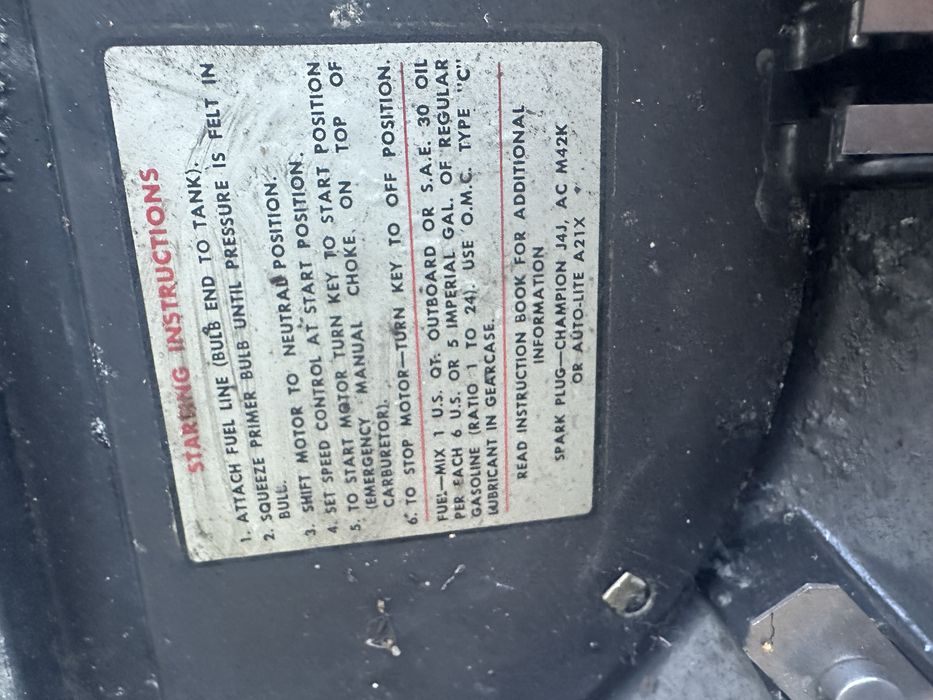 STARTING INSTRUCTIONS
1. ATTACH FUEL LINE (BULB END TO TANK).
2. SQUEEZE PRIMER BULB UNTIL PRESSURE IS FELT IN
BULB.
3. SHIFT MOTOR TO NEUTRAL POSITION.
4. SET SPEED CONTROL AT START POSITION.
5. TO START MOTOR TURN KEY TO START POSITION
(EMERGENCY MANUAL CHOKE, ON TOP OF
CARBURETOR).
6. TO STOP MOTOR—TURN KEY TO OFF POSITION.
FUEL—MIX 1 U.S. QT. OUTBOARD OR S.A.E. 30 OIL
PER EACH 6 U.S. OR 5 IMPERIAL GAL. OF REGULAR
GASOLINE (RATIO 1 TO 24). USE O.M.C. TYPE "C"
LUBRICANT IN GEARCASE.
READ INSTRUCTION BOOK FOR ADDITIONAL
INFORMATION
SPARK PLUG—CHAMPION J4J, AC M42K
OR AUTO-LITE A21X